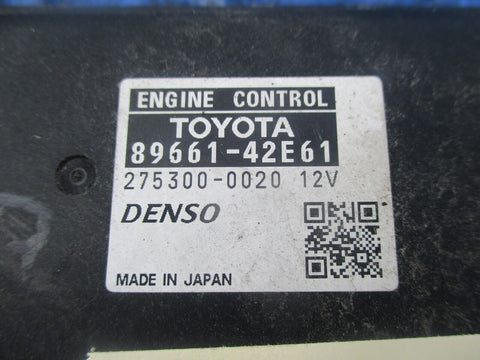 ENGINE CONTROL
TOYOTA
89661-42E61
275300-0020 12V
DENSO
MADE IN JAPAN